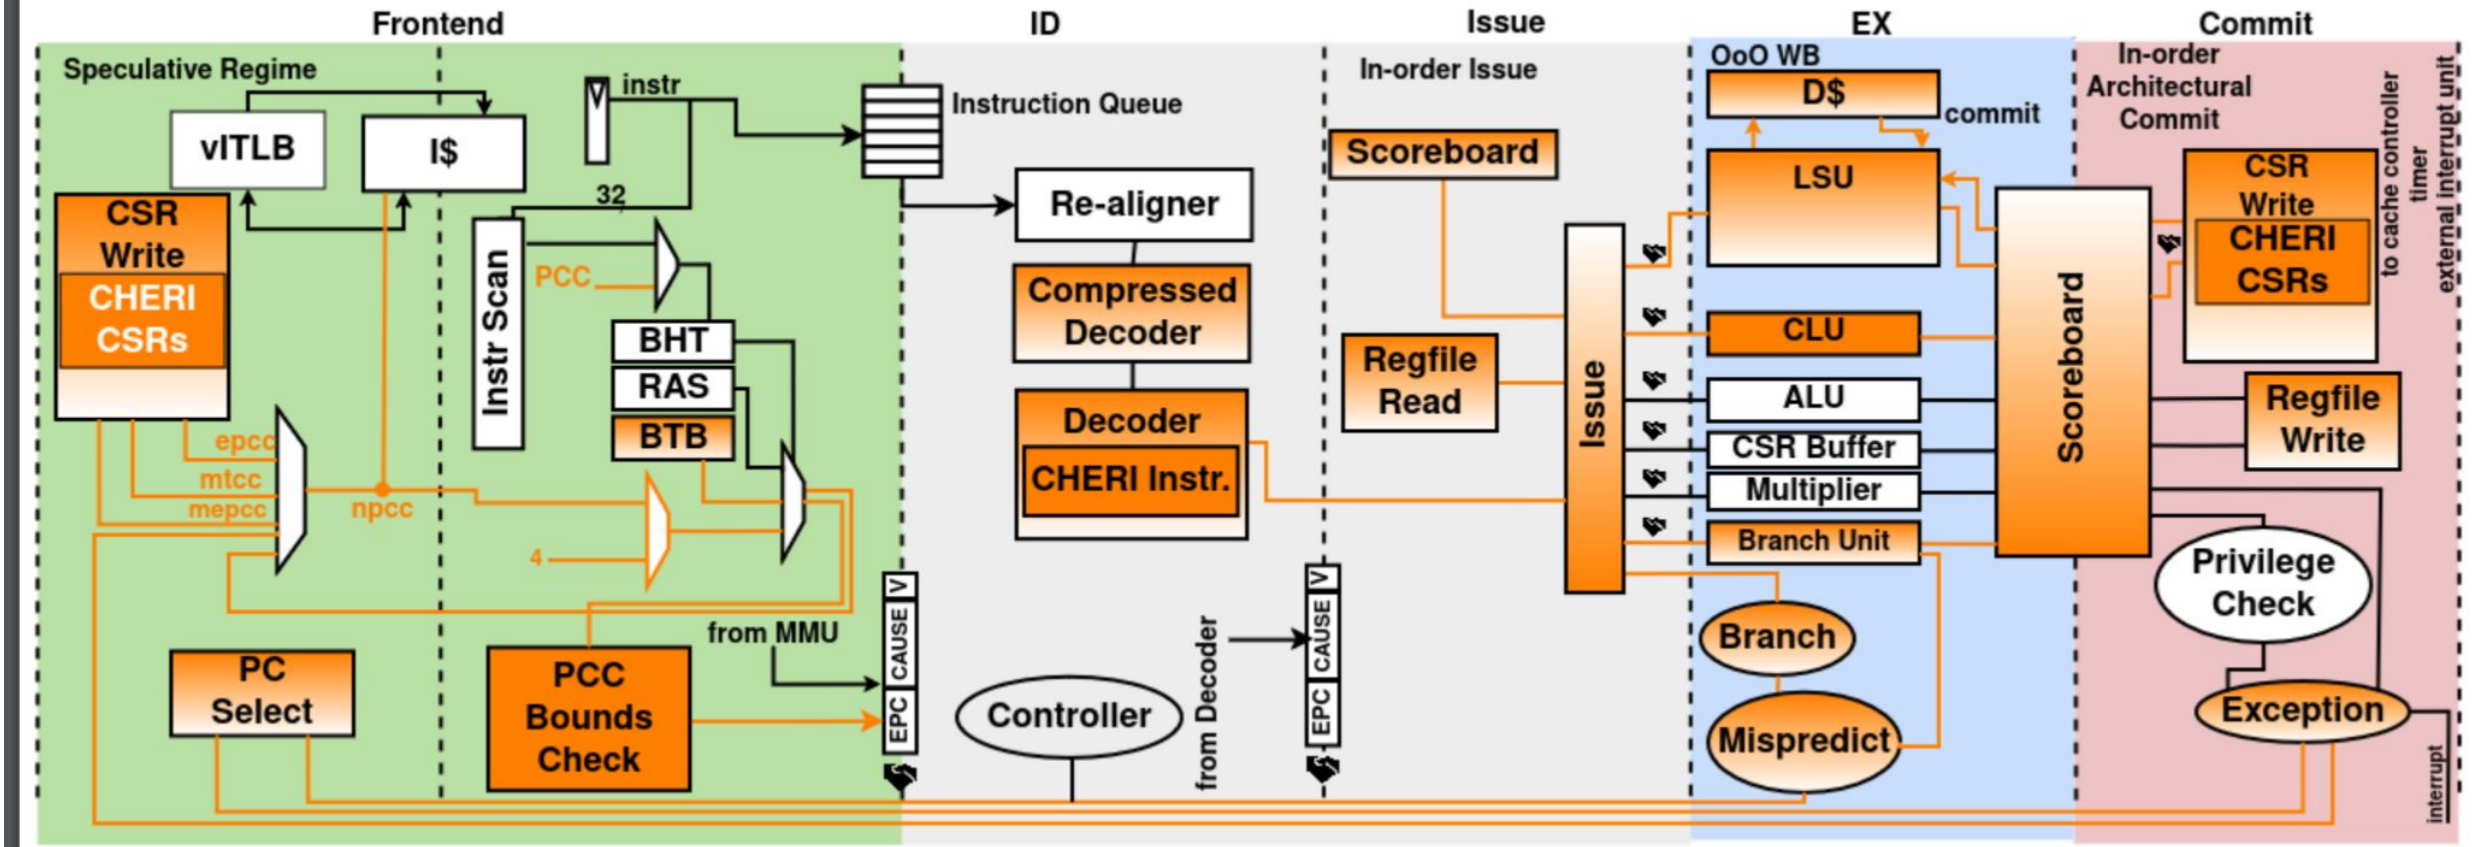 Frontend
ID
Issue
EX
Commit
Speculative Regime
vITLB
I$
instr
32
CSR
Write
CHERI
CSRs
Instr Scan
PCC
BHT
RAS
BTB
epcc
mtcc
mepcc
npcc
4
PC
Select
PCC
Bounds
Check
from MMU
V
CAUSE
EPC
Instruction Queue
Re-aligner
Compressed
Decoder
Decoder
CHERI Instr.
Controller
from Decoder
V
CAUSE
EPC
In-order Issue
Scoreboard
Regfile
Read
Issue
OoO WB
D$
commit
LSU
CLU
ALU
CSR Buffer
Multiplier
Branch Unit
Branch
Mispredict
Scoreboard
In-order
Architectural
Commit
CSR
Write
CHERI
CSRs
to cache controller
timer
external interrupt unit
Regfile
Write
Privilege
Check
Exception
interrupt